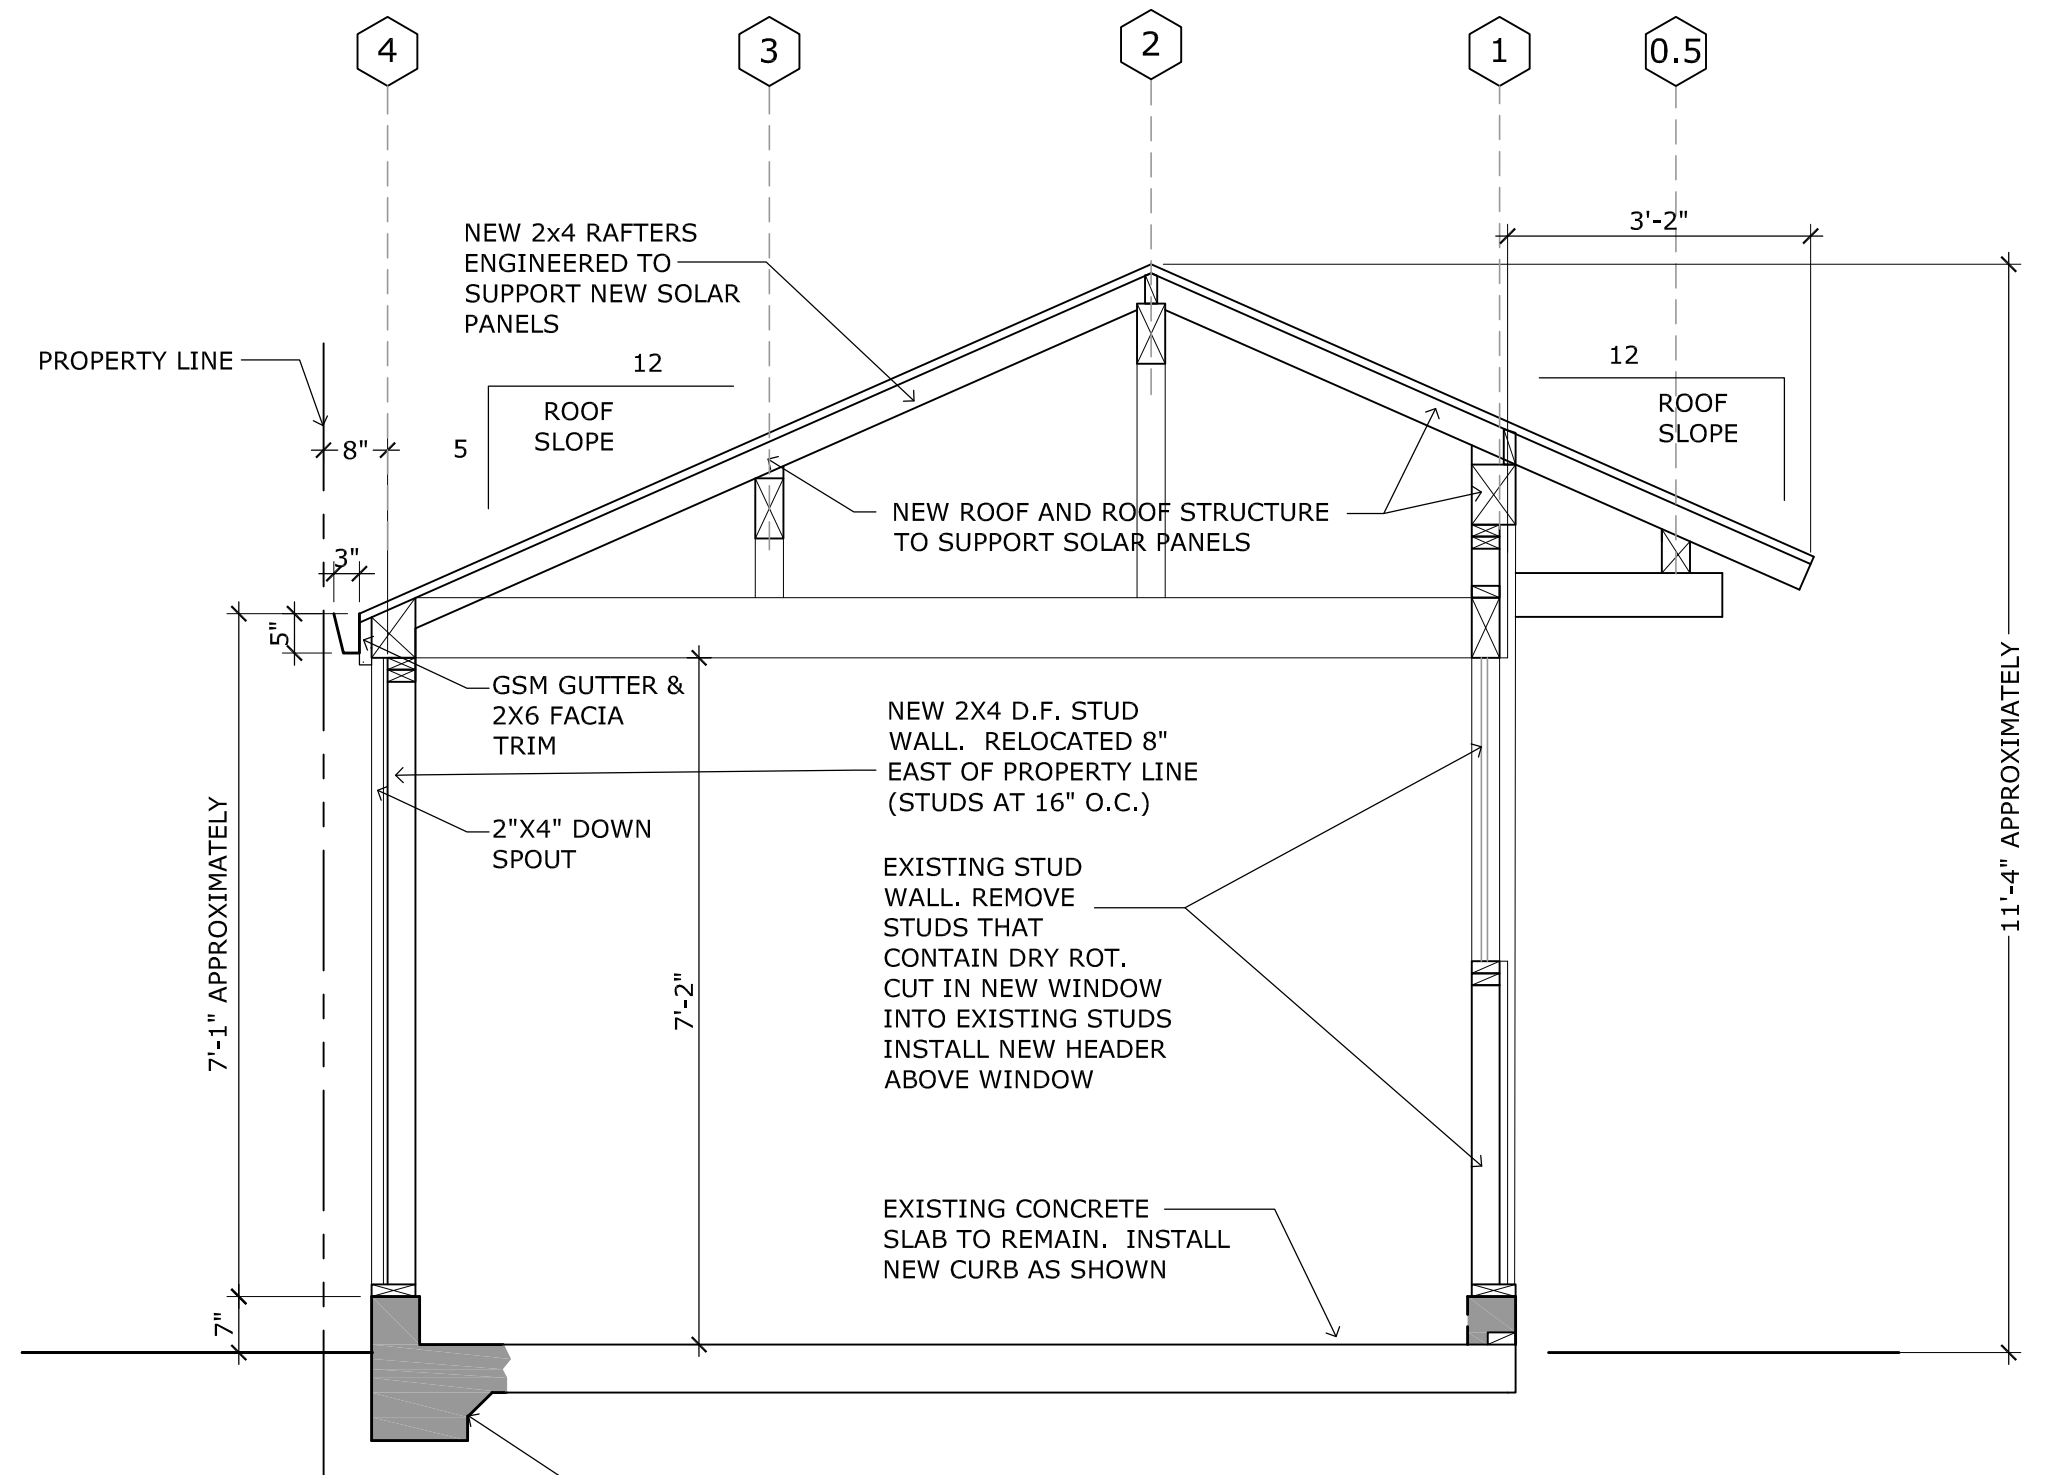 4
3
2
1
0.5
3'-2"
NEW 2x4 RAFTERS
ENGINEERED TO
SUPPORT NEW SOLAR
PANELS
PROPERTY LINE
12
ROOF
SLOPE
5
8"
12
ROOF
SLOPE
NEW ROOF AND ROOF STRUCTURE
TO SUPPORT SOLAR PANELS
3"
5"
GSM GUTTER &
2X6 FACIA
TRIM
NEW 2X4 D.F. STUD
WALL. RELOCATED 8"
EAST OF PROPERTY LINE
(STUDS AT 16" O.C.)
2"X4" DOWN
SPOUT
EXISTING STUD
WALL. REMOVE
STUDS THAT
CONTAIN DRY ROT.
CUT IN NEW WINDOW
INTO EXISTING STUDS
INSTALL NEW HEADER
ABOVE WINDOW
7'-1" APPROXIMATELY
7'-2"
11'-4" APPROXIMATELY
EXISTING CONCRETE
SLAB TO REMAIN. INSTALL
NEW CURB AS SHOWN
7"